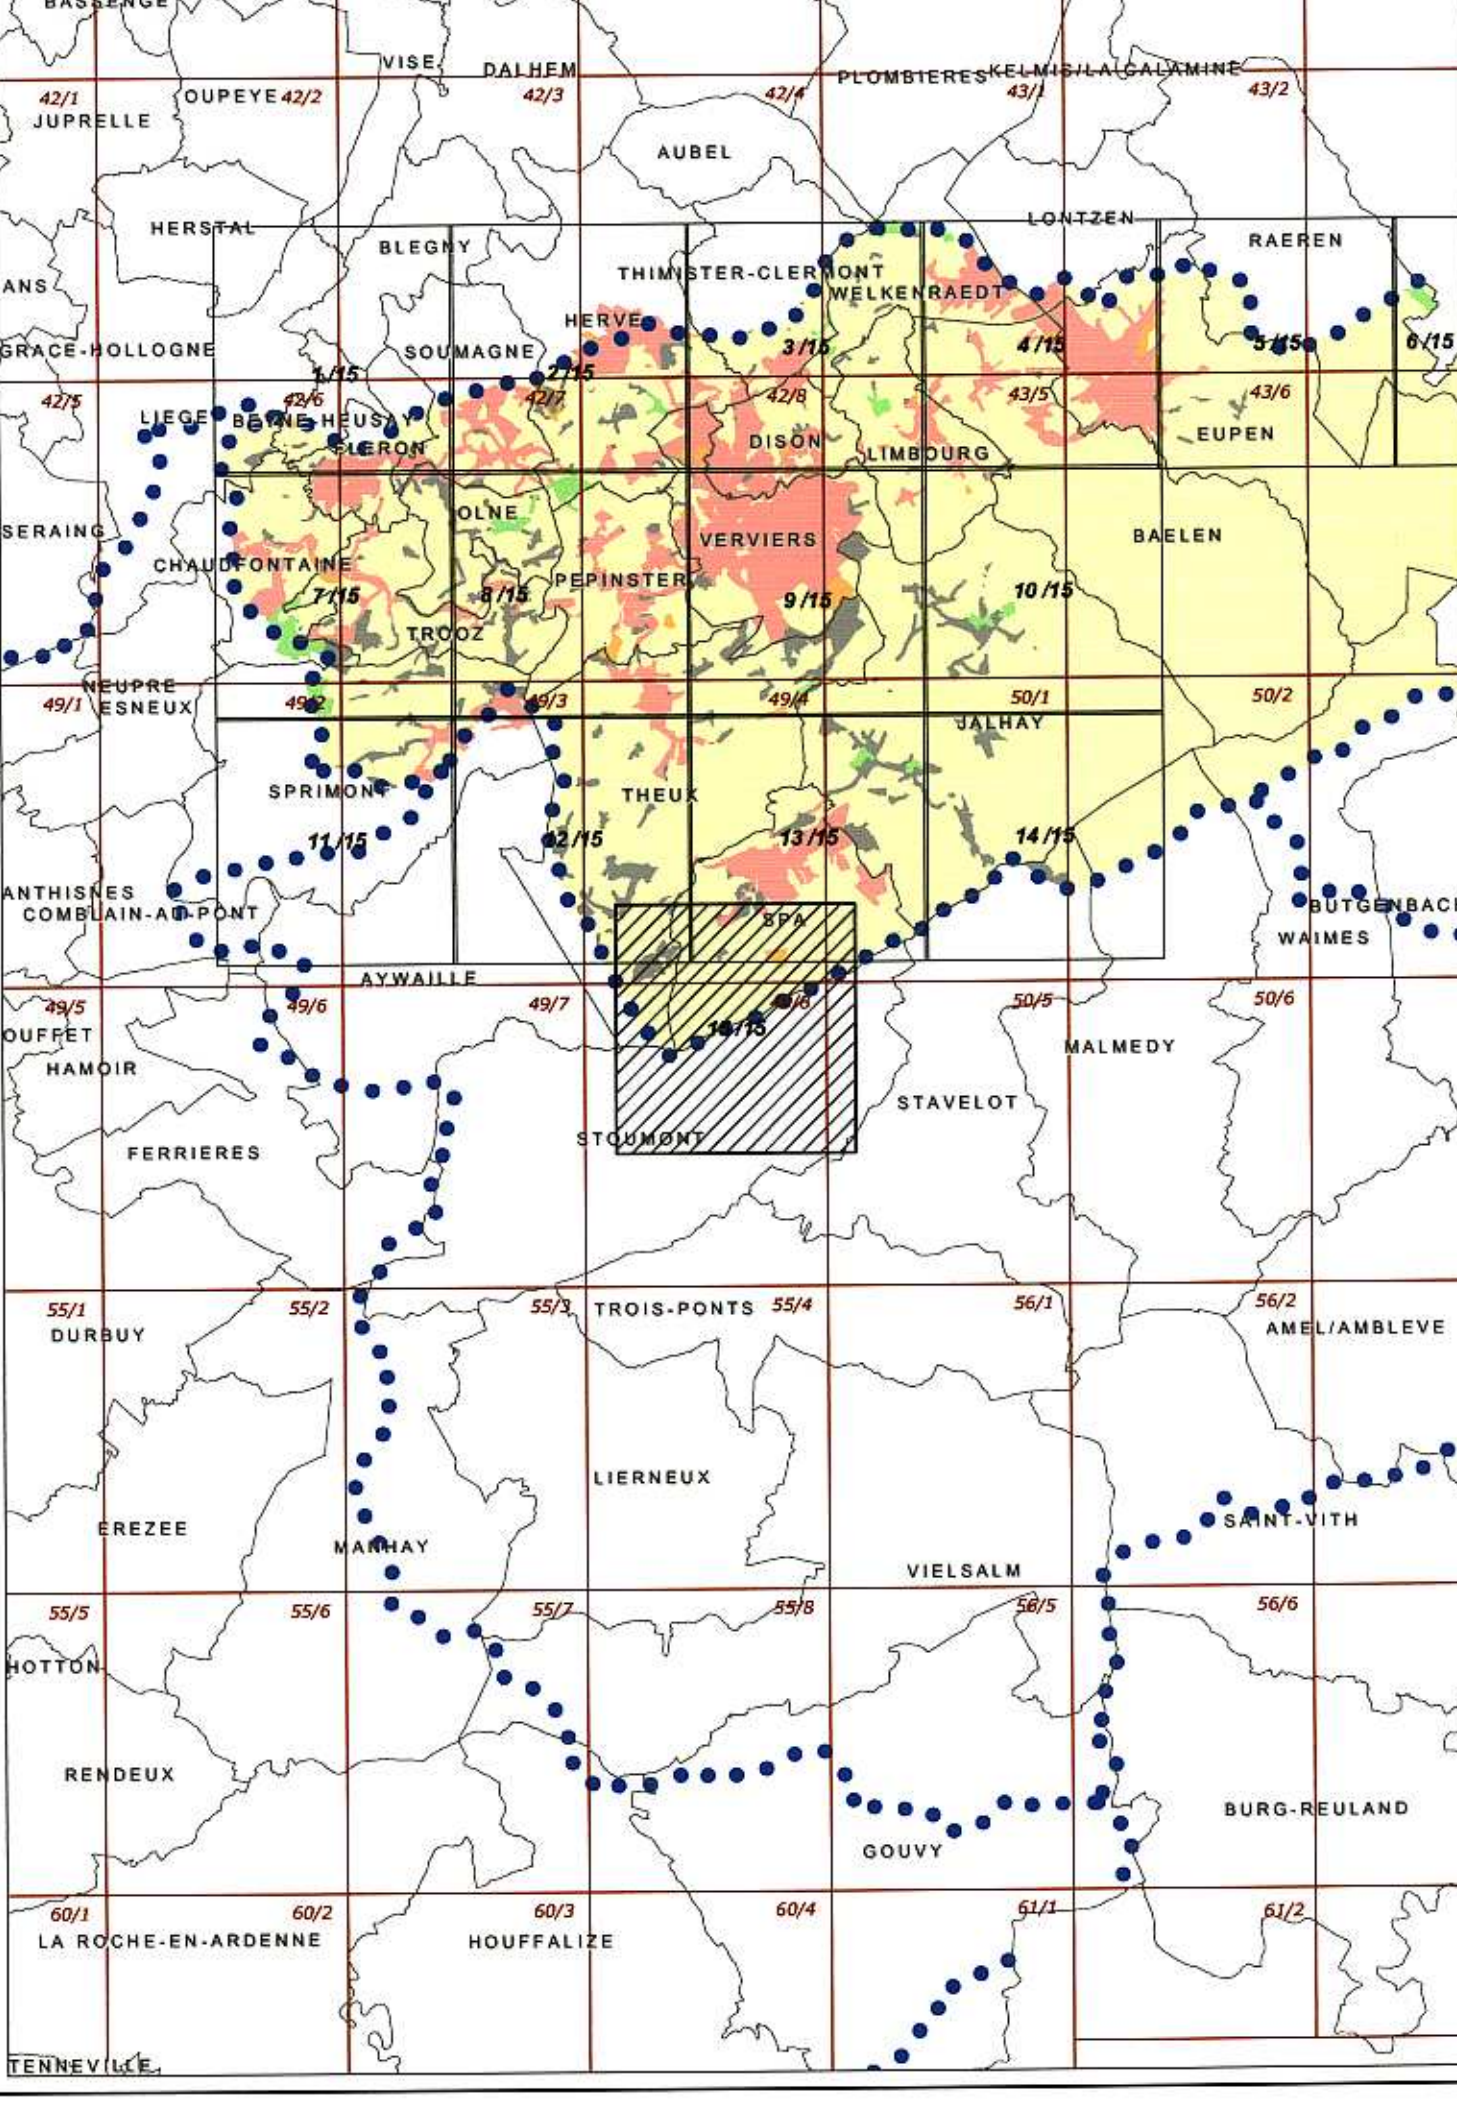 BASSENGE
VISE
DALHEM
PLOMBIERES
KELMIS/LA CALAMINE
42/1
OUPEYE
42/2
42/3
42/4
43/1
43/2
JUPRELLE
AUBEL
HERSTAL
BLEGNY
LONTZEN
RAEREN
THIMISTER-CLERMONT
ANS
WELKENRAEDT
HERVE
GRACE-HOLLOGNE
SOUMAGNE
3/15
4/15
5/15
6/15
1/15
2/15
42/5
42/6
42/7
42/8
43/5
43/6
LIEGE
BEYNE-HEUSAY
FLERON
DISON
LIMBOURG
EUPEN
OLNE
SERAING
VERVIERS
BAELEN
CHAUDFONTAINE
PEPINSTER
7/15
8/15
9/15
10/15
TROOZ
NEUPRE
49/1
ESNEUX
49/2
49/3
49/4
50/1
50/2
JALHAY
SPRIMONT
THEUX
11/15
12/15
13/15
14/15
ANTHISNES
COMBLAIN-AU-PONT
SPA
BUTGENBAC
WAIMES
AYWAILLE
49/5
49/6
49/7
50/5
50/6
OUFFET
HAMOIR
MALMEDY
STAVELOT
STOUMONT
FERRIERES
55/1
55/2
55/3
TROIS-PONTS
55/4
56/1
56/2
DURBUY
AMEL/AMBLEVE
LIERNEUX
EREZEE
MANHAY
SAINT-VITH
VIELSALM
55/5
55/6
55/7
55/8
56/5
56/6
HOTTON
RENDEUX
BURG-REULAND
GOUVY
60/1
60/2
60/3
60/4
61/1
61/2
LA ROCHE-EN-ARDENNE
HOUFFALIZE
TENNEVILLE